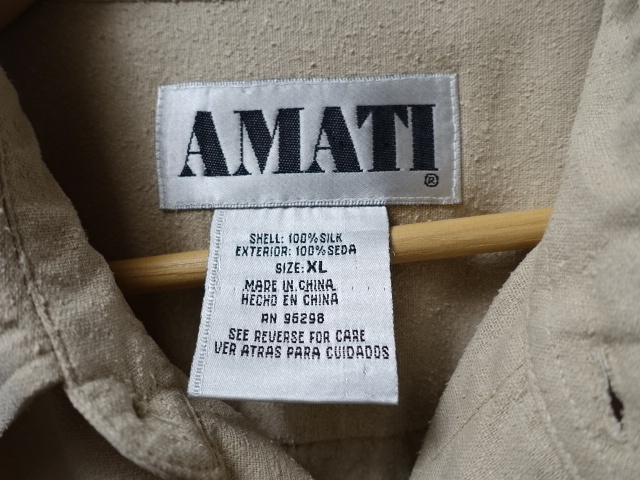 AMATI
®
SHELL: 100% SILK
EXTERIOR: 100% SEDA
SIZE: XL
MADE IN CHINA
HECHO EN CHINA
RN 96298
SEE REVERSE FOR CARE
VER ATRAS PARA CUIDADOS